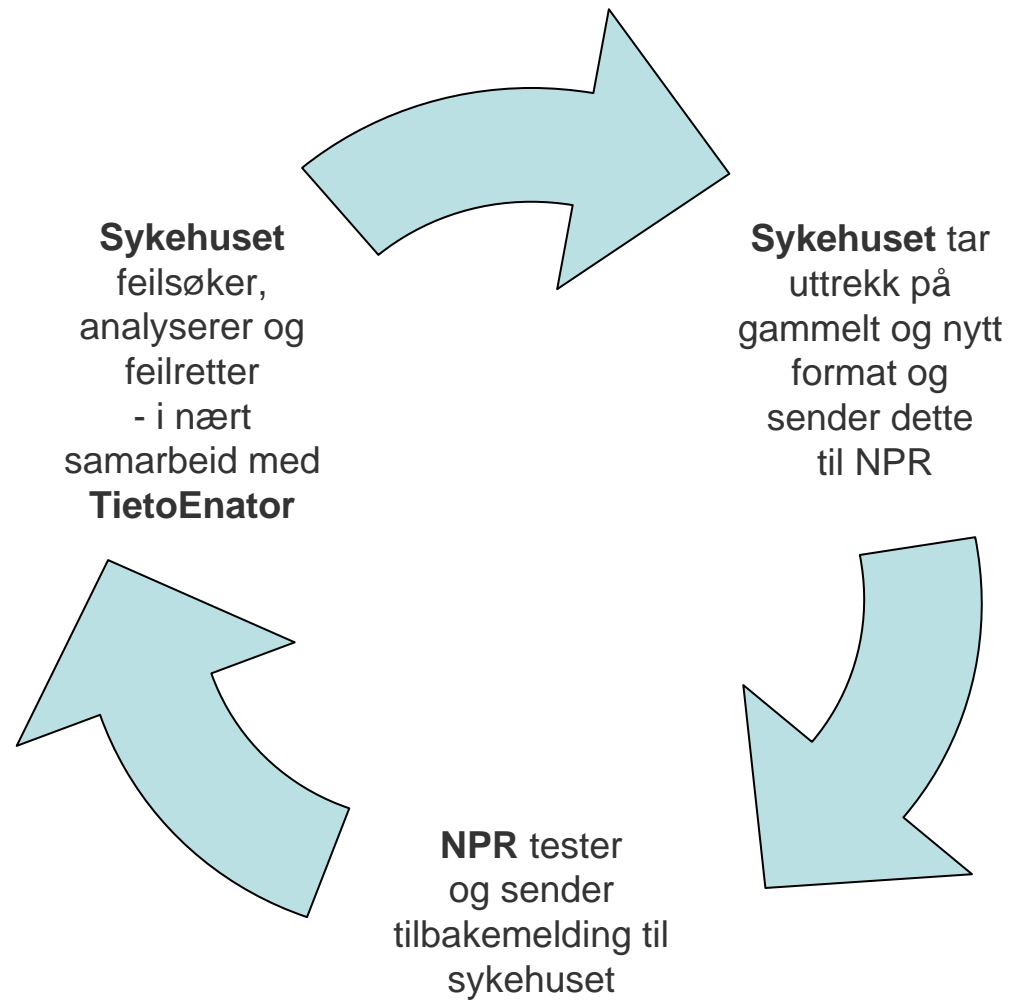 Sykehuset
feilsøker,
analyserer og
feilretter
- i nært
samarbeid med
TietoEnator
Sykehuset tar
uttrekk på
gammelt og nytt
format og
sender dette
til NPR
NPR tester
og sender
tilbakemelding til
sykehuset